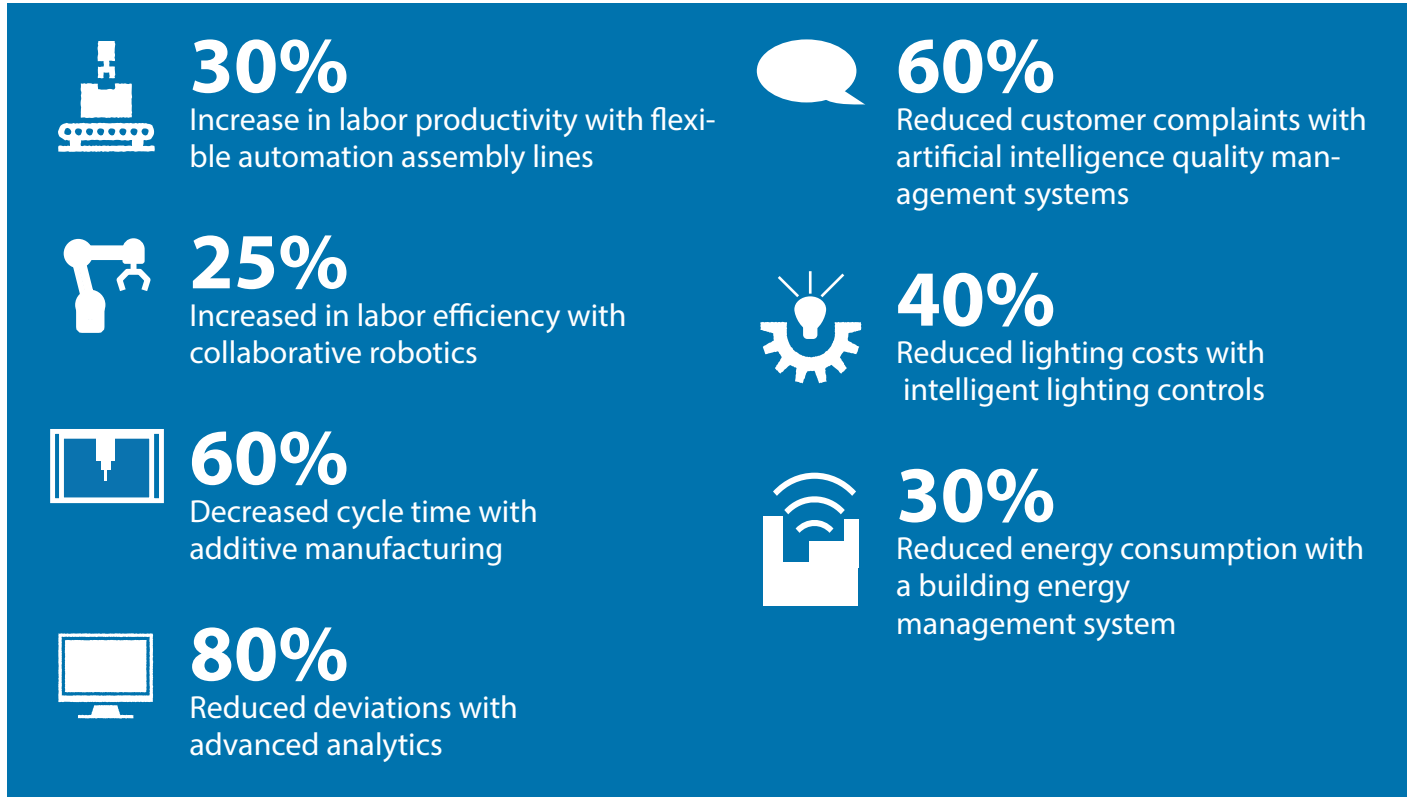 30%
Increase in labor productivity with flexi-
ble automation assembly lines
25%
Increased in labor efficiency with
collaborative robotics
60%
Decreased cycle time with
additive manufacturing
80%
Reduced deviations with
advanced analytics
60%
Reduced customer complaints with
artificial intelligence quality man-
agement systems
40%
Reduced lighting costs with
intelligent lighting controls
30%
Reduced energy consumption with
a building energy
management system